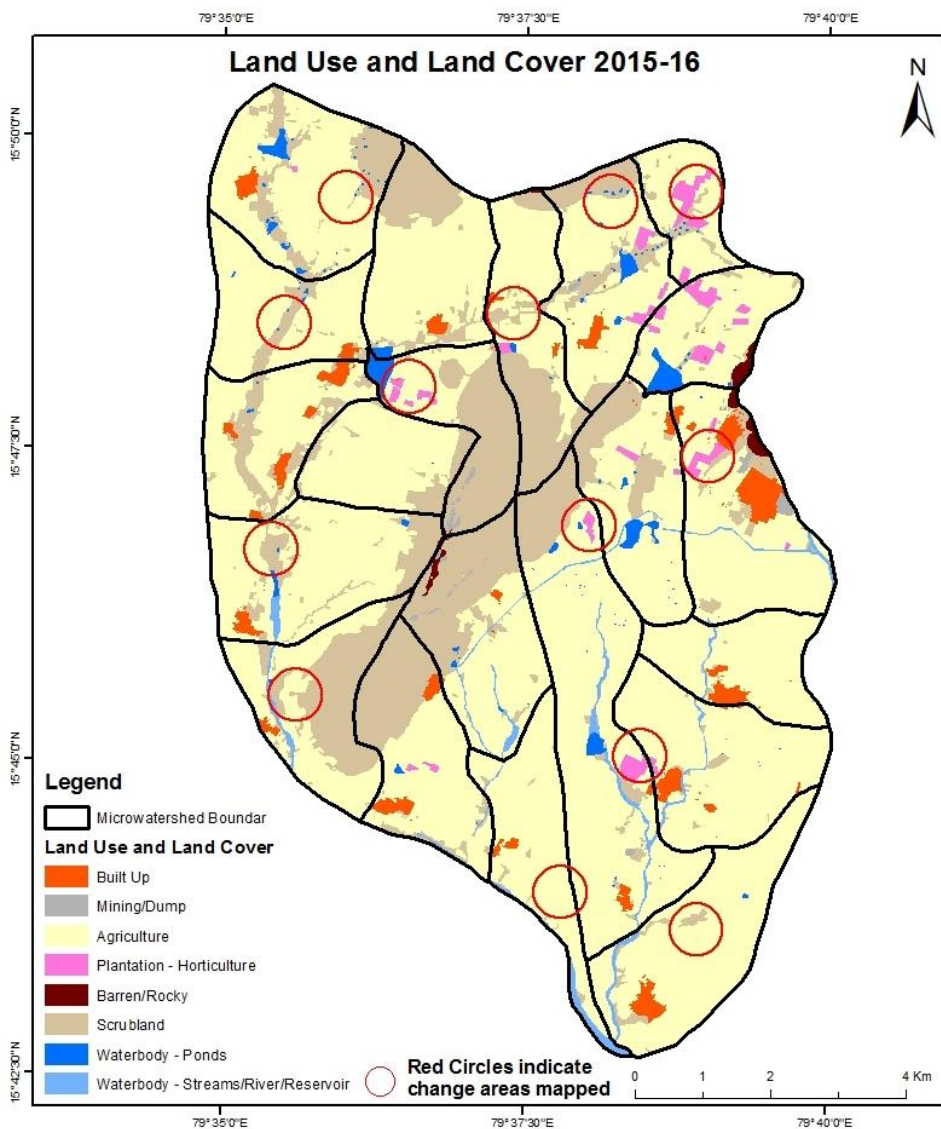 79°35'0"E
79°37'30"E
79°40'0"E
Land Use and Land Cover 2015-16
N
15°50'0"N
15°47'30"N
15°45'0"N
15°42'30"N
Legend
Microwatershed Boundar
Land Use and Land Cover
Built Up
Mining/Dump
Agriculture
Plantation - Horticulture
Barren/Rocky
Scrubland
Waterbody - Ponds
Waterbody - Streams/River/Reservoir
Red Circles indicate
change areas mapped
0 1 2 4 Km
79°35'0"E
79°37'30"E
79°40'0"E